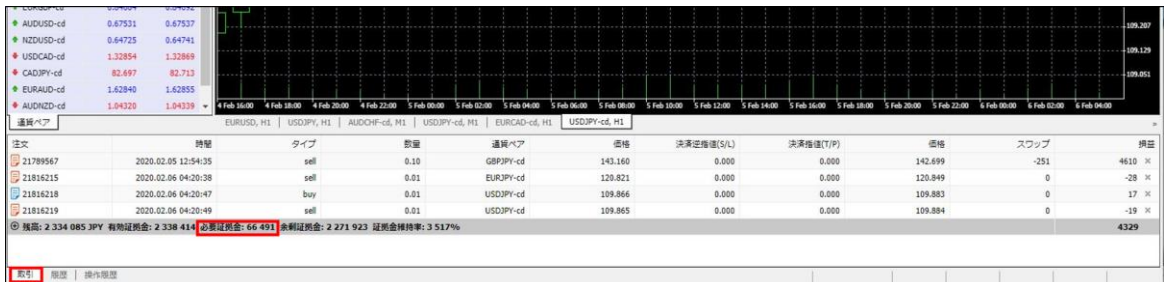 AUDUSD-cd 0.67531 0.67537
NZDUSD-cd 0.64725 0.64741
USDCAD-cd 1.32854 1.32869
CADJPY-cd 82.697 82.713
EURAUD-cd 1.62840 1.62855
AUDNZD-cd 1.04320 1.04339
109.207
109.129
109.051
4 Feb 16:00 4 Feb 18:00 4 Feb 20:00 4 Feb 22:00 5 Feb 00:00 5 Feb 02:00 5 Feb 04:00 5 Feb 06:00 5 Feb 08:00 5 Feb 10:00 5 Feb 12:00 5 Feb 14:00 5 Feb 16:00 5 Feb 18:00 5 Feb 20:00 5 Feb 22:00 6 Feb 00:00 6 Feb 02:00 6 Feb 04:00
通貨ペア
EURUSD, H1 | USDJPY, H1 | AUDCHF-cd, M1 | USDJPY-cd, M1 | EURCAD-cd, H1 | USDJPY-cd, H1
注文 時間 タイプ 数量 通貨ペア 価格 決済逆指値(S/L) 決済指値(T/P) 価格 スワップ 損益
21789567 2020.02.05 12:54:35 sell 0.10 GBPJPY-cd 143.160 0.000 0.000 142.699 -251 4610
21816215 2020.02.06 04:20:38 sell 0.01 EURJPY-cd 120.821 0.000 0.000 120.849 0 -28
21816218 2020.02.06 04:20:47 buy 0.01 USDJPY-cd 109.866 0.000 0.000 109.883 0 17
21816219 2020.02.06 04:20:49 sell 0.01 USDJPY-cd 109.865 0.000 0.000 109.884 0 -19
残高: 2 334 085 JPY 有効証拠金: 2 338 414 必要証拠金: 66 491 余剰証拠金: 2 271 923 証拠金維持率: 3 517% 4329
取引 | 履歴 | 操作履歴